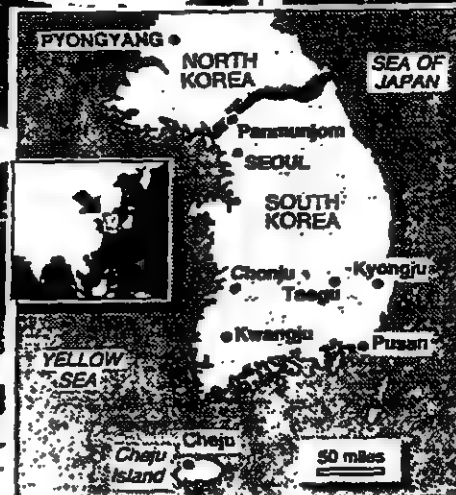 PYONGYANG
NORTH
KOREA
SEA OF
JAPAN
Panmunjom
SEOUL
SOUTH
KOREA
Chonju
Kyongju
Taegu
Kwangju
Pusan
YELLOW
SEA
Cheju
Cheju
Island
50 miles